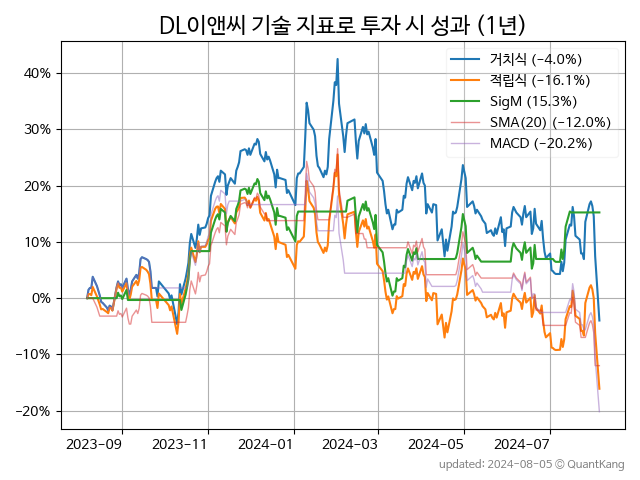 DL이앤씨 기술 지표로 투자 시 성과 (1년)
거치식 (−4.0%)
적립식 (−16.1%)
SigM (15.3%)
SMA(20) (−12.0%)
MACD (−20.2%)
40%
30%
20%
10%
0%
−10%
−20%
2023-09
2023-11
2024-01
2024-03
2024-05
2024-07
updated: 2024-08-05 © QuantKang